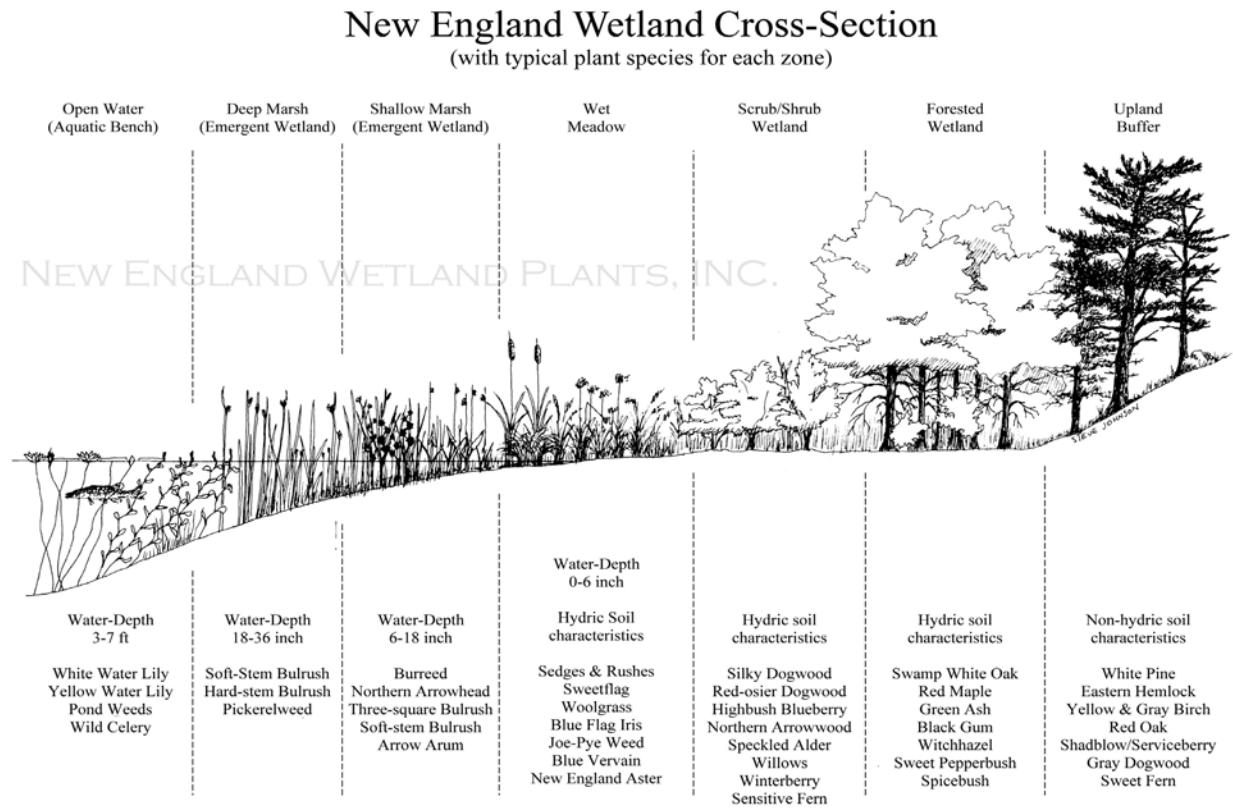 New England Wetland Cross-Section
(with typical plant species for each zone)
Open Water
(Aquatic Bench)
Deep Marsh
(Emergent Wetland)
Shallow Marsh
(Emergent Wetland)
Wet
Meadow
Scrub/Shrub
Wetland
Forested
Wetland
Upland
Buffer
NEW ENGLAND WETLAND PLANTS, INC.
STEVE JOHNSON
Water-Depth
3-7 ft
White Water Lily
Yellow Water Lily
Pond Weeds
Wild Celery
Water-Depth
18-36 inch
Soft-Stem Bulrush
Hard-stem Bulrush
Pickerelweed
Water-Depth
6-18 inch
Burreed
Northern Arrowhead
Three-square Bulrush
Soft-stem Bulrush
Arrow Arum
Water-Depth
0-6 inch
Hydric Soil
characteristics
Sedges & Rushes
Sweetflag
Woolgrass
Blue Flag Iris
Joe-Pye Weed
Blue Vervain
New England Aster
Hydric soil
characteristics
Silky Dogwood
Red-osier Dogwood
Highbush Blueberry
Northern Arrowwood
Speckled Alder
Willows
Winterberry
Sensitive Fern
Hydric soil
characteristics
Swamp White Oak
Red Maple
Green Ash
Black Gum
Witchhazel
Sweet Pepperbush
Spicebush
Non-hydric soil
characteristics
White Pine
Eastern Hemlock
Yellow & Gray Birch
Red Oak
Shadblow/Serviceberry
Gray Dogwood
Sweet Fern